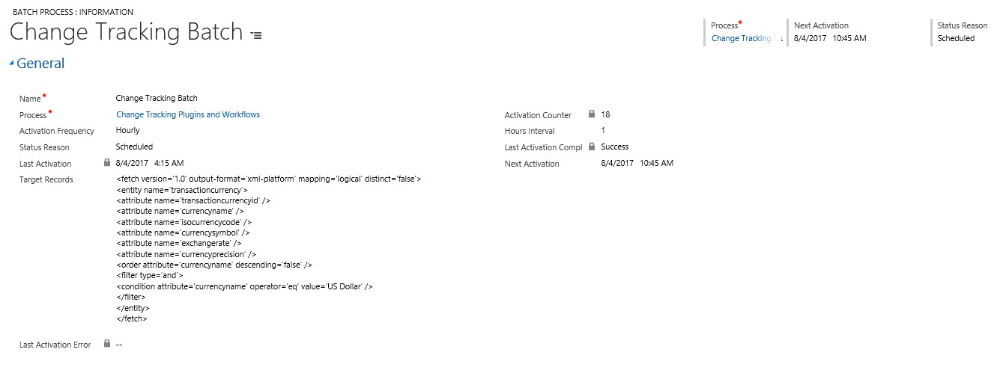 BATCH PROCESS : INFORMATION
Change Tracking Batch
Process* Next Activation Status Reason
Change Tracking 8/4/2017 10:45 AM Scheduled
General
Name* Change Tracking Batch
Process* Change Tracking Plugins and Workflows Activation Counter 18
Activation Frequency Hourly Hours Interval 1
Status Reason Scheduled Last Activation Compl Success
Last Activation 8/4/2017 4:15 AM Next Activation 8/4/2017 10:45 AM
Target Records <fetch version='1.0' output-format='xml-platform' mapping='logical' distinct='false'>
<entity name='transactioncurrency'>
<attribute name='transactioncurrencyid' />
<attribute name='currencyname' />
<attribute name='isocurrencycode' />
<attribute name='currencysymbol' />
<attribute name='exchangerate' />
<attribute name='currencyprecision' />
<order attribute='currencyname' descending='false' />
<filter type='and'>
<condition attribute='currencyname' operator='eq' value='US Dollar' />
</filter>
</entity>
</fetch>
Last Activation Error --